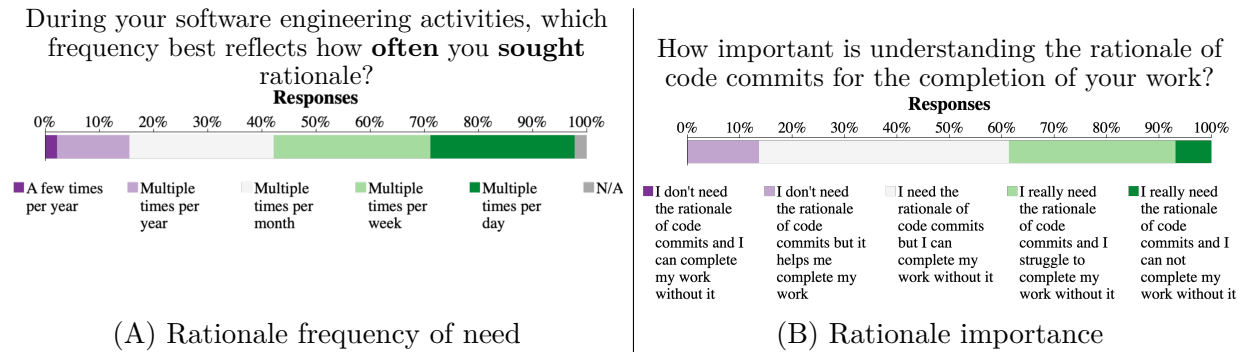 During your software engineering activities, which
frequency best reflects how often you sought
rationale?
Responses
0% 10% 20% 30% 40% 50% 60% 70% 80% 90% 100%
A few times
per year
Multiple
times per
year
Multiple
times per
month
Multiple
times per
week
Multiple
times per
day
N/A
(A) Rationale frequency of need
How important is understanding the rationale of
code commits for the completion of your work?
Responses
0% 10% 20% 30% 40% 50% 60% 70% 80% 90% 100%
I don't need
the rationale
of code
commits and I
can complete
my work
without it
I don't need
the rationale
of code
commits but it
helps me
complete my
work
I need the
rationale of
code commits
but I can
complete my
work without it
I really need
the rationale
of code
commits and I
struggle to
complete my
work without it
I really need
the rationale
of code
commits and I
can not
complete my
work without it
(B) Rationale importance